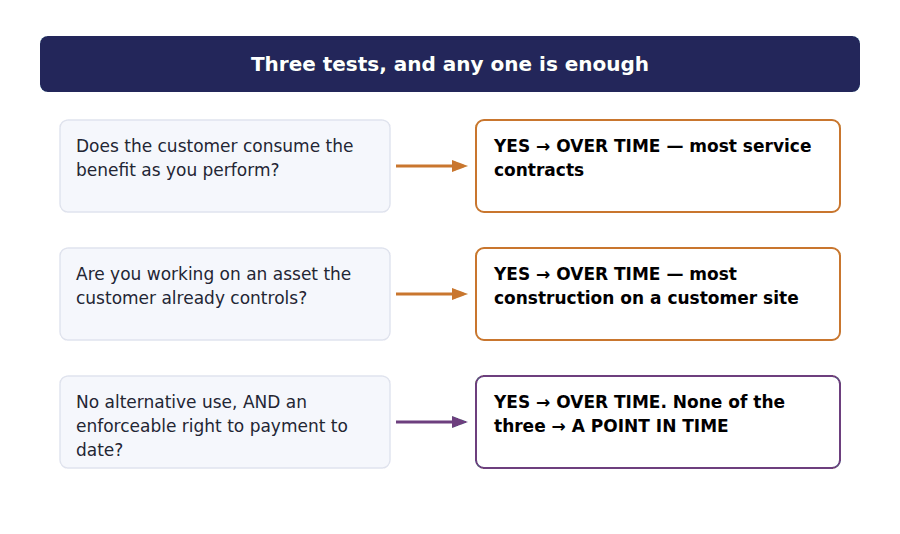 Three tests, and any one is enough
Does the customer consume the
benefit as you perform?
YES → OVER TIME — most service
contracts
Are you working on an asset the
customer already controls?
YES → OVER TIME — most
construction on a customer site
No alternative use, AND an
enforceable right to payment to
date?
YES → OVER TIME. None of the
three → A POINT IN TIME